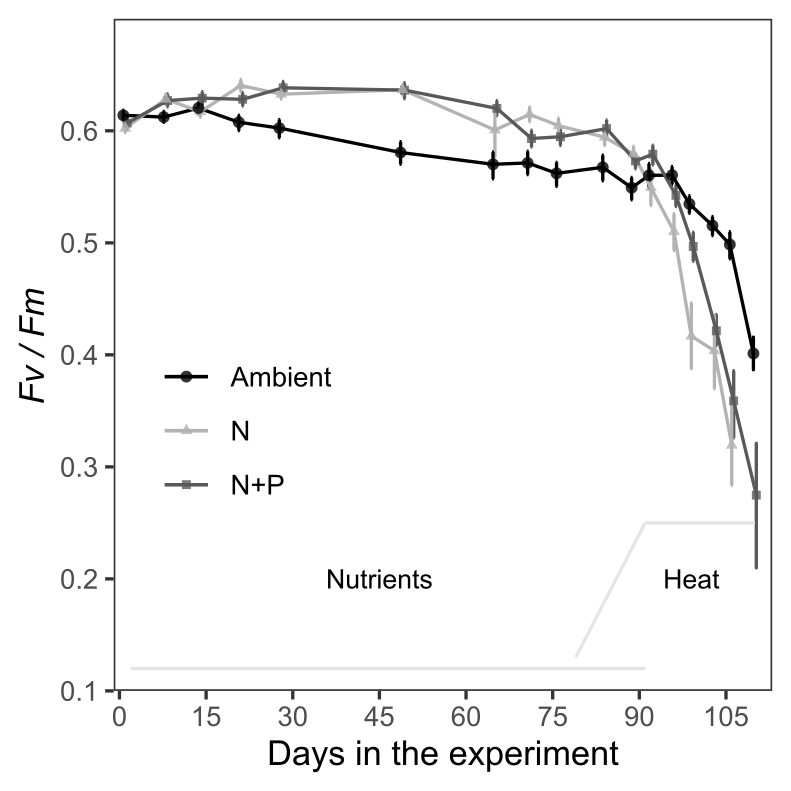 0.6
0.5
0.4
0.3
0.2
0.1
Fv / Fm
Ambient
N
N+P
Nutrients
Heat
0 15 30 45 60 75 90 105
Days in the experiment